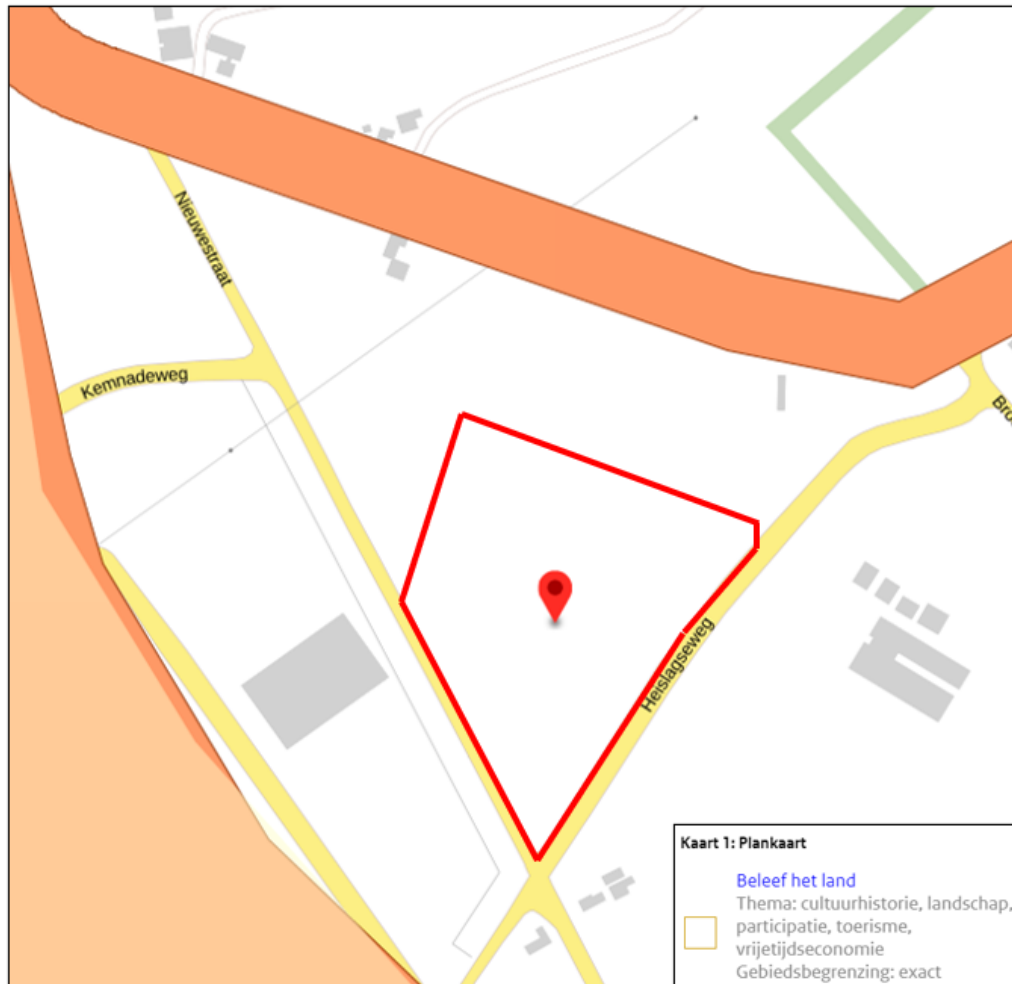 Nieuwestraat
Kemnadeweg
Heislagseweg
Kaart 1: Plankaart
Beleef het land
Thema: cultuurhistorie, landschap,
participatie, toerisme,
vrijetijdseconomie
Gebiedsbegrenzing: exact